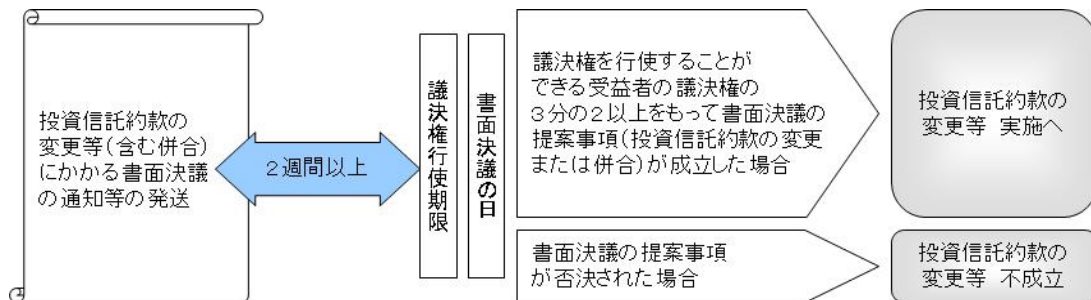 投資信託約款の
変更等(含む併合)
にかかる書面決議
の通知等の発送
2週間以上
議決権行使期限
書面決議の日
議決権を行使することが
できる受益者の議決権の
3分の2以上をもって書面決議の
提案事項(投資信託約款の変更
または併合)が成立した場合
投資信託約款の
変更等 実施へ
書面決議の提案事項
が否決された場合
投資信託約款の
変更等 不成立